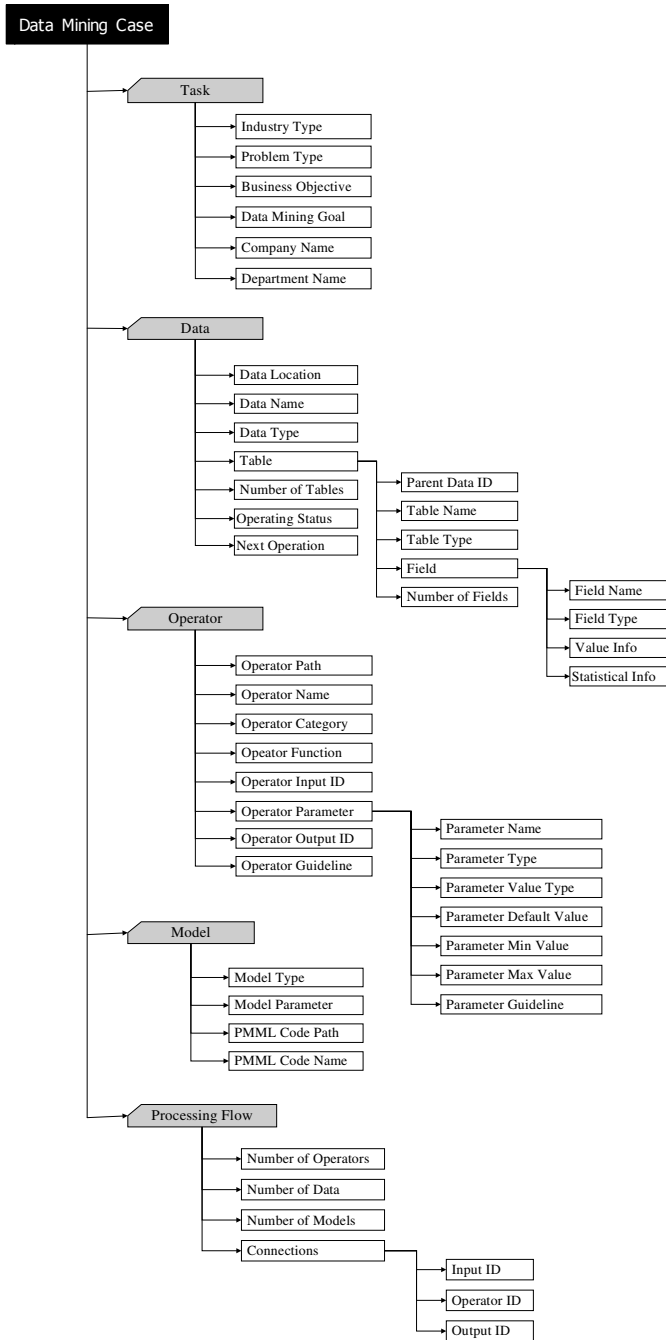 Data Mining Case
Task
Industry Type
Problem Type
Business Objective
Data Mining Goal
Company Name
Department Name
Data
Data Location
Data Name
Data Type
Table
Number of Tables
Operating Status
Next Operation
Parent Data ID
Table Name
Table Type
Field
Number of Fields
Field Name
Field Type
Value Info
Statistical Info
Operator
Operator Path
Operator Name
Operator Category
Opeator Function
Operator Input ID
Operator Parameter
Operator Output ID
Operator Guideline
Parameter Name
Parameter Type
Parameter Value Type
Parameter Default Value
Parameter Min Value
Parameter Max Value
Parameter Guideline
Model
Model Type
Model Parameter
PMML Code Path
PMML Code Name
Processing Flow
Number of Operators
Number of Data
Number of Models
Connections
Input ID
Operator ID
Output ID